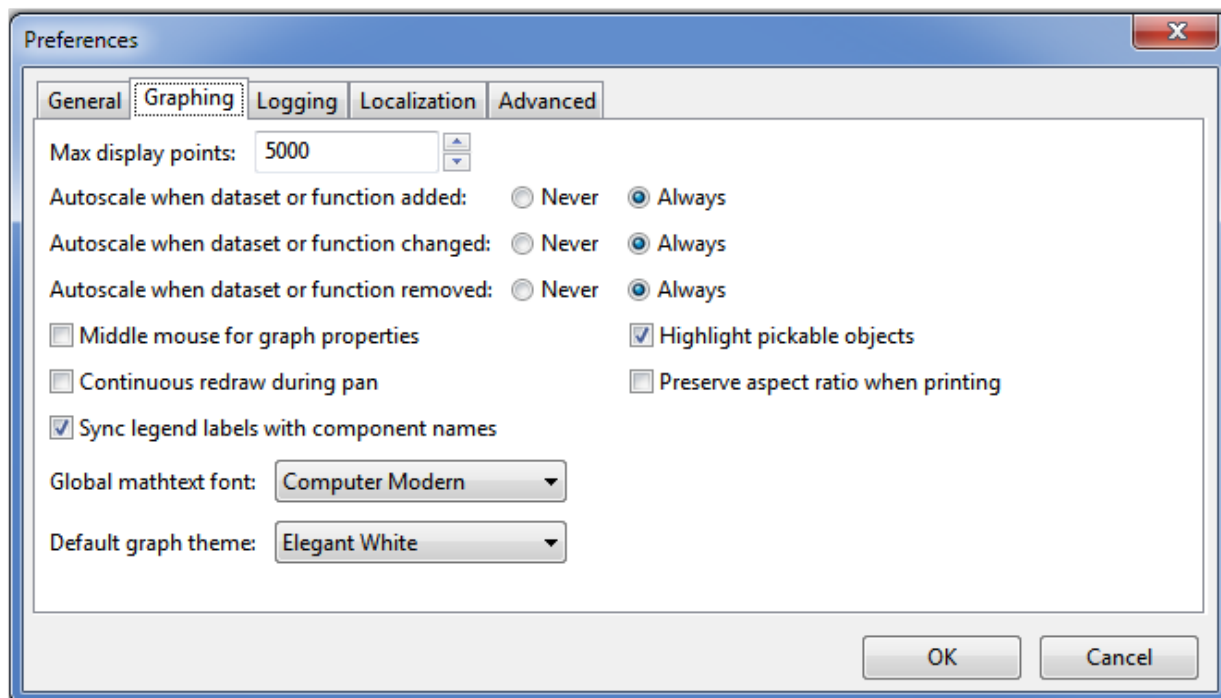 Preferences
General Graphing Logging Localization Advanced
Max display points: 5000
Autoscale when dataset or function added: Never Always
Autoscale when dataset or function changed: Never Always
Autoscale when dataset or function removed: Never Always
Middle mouse for graph properties Highlight pickable objects
Continuous redraw during pan Preserve aspect ratio when printing
Sync legend labels with component names
Global mathtext font: Computer Modern
Default graph theme: Elegant White
OK Cancel